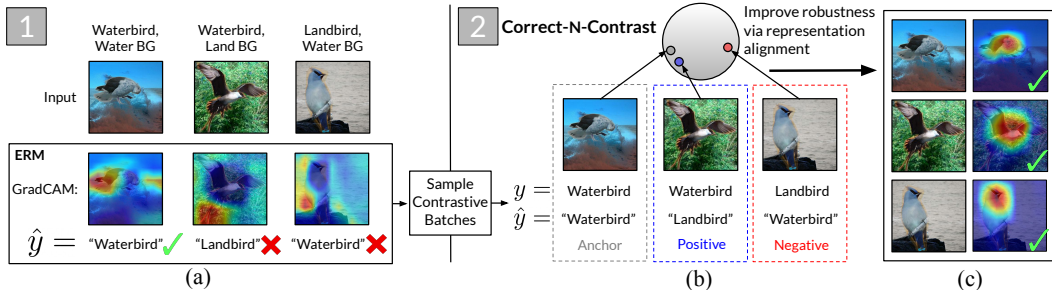 1
Waterbird,
Water BG
Waterbird,
Land BG
Landbird,
Water BG
Input
ERM
GradCAM:
ŷ =
"Waterbird"
"Landbird"
"Waterbird"
(a)
Sample
Contrastive
Batches
2
Correct-N-Contrast
Improve robustness
via representation
alignment
y = Waterbird Waterbird Landbird
ŷ = "Waterbird" "Landbird" "Waterbird"
Anchor Positive Negative
(b)
(c)